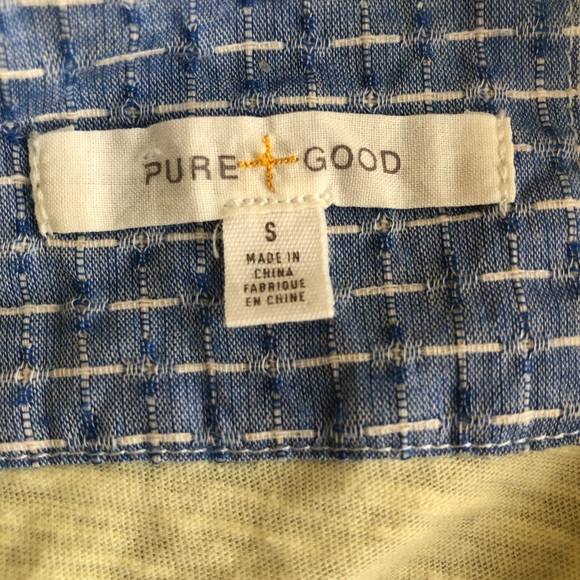 PURE + GOOD
S
MADE IN
CHINA
FABRIQUE
EN CHINE